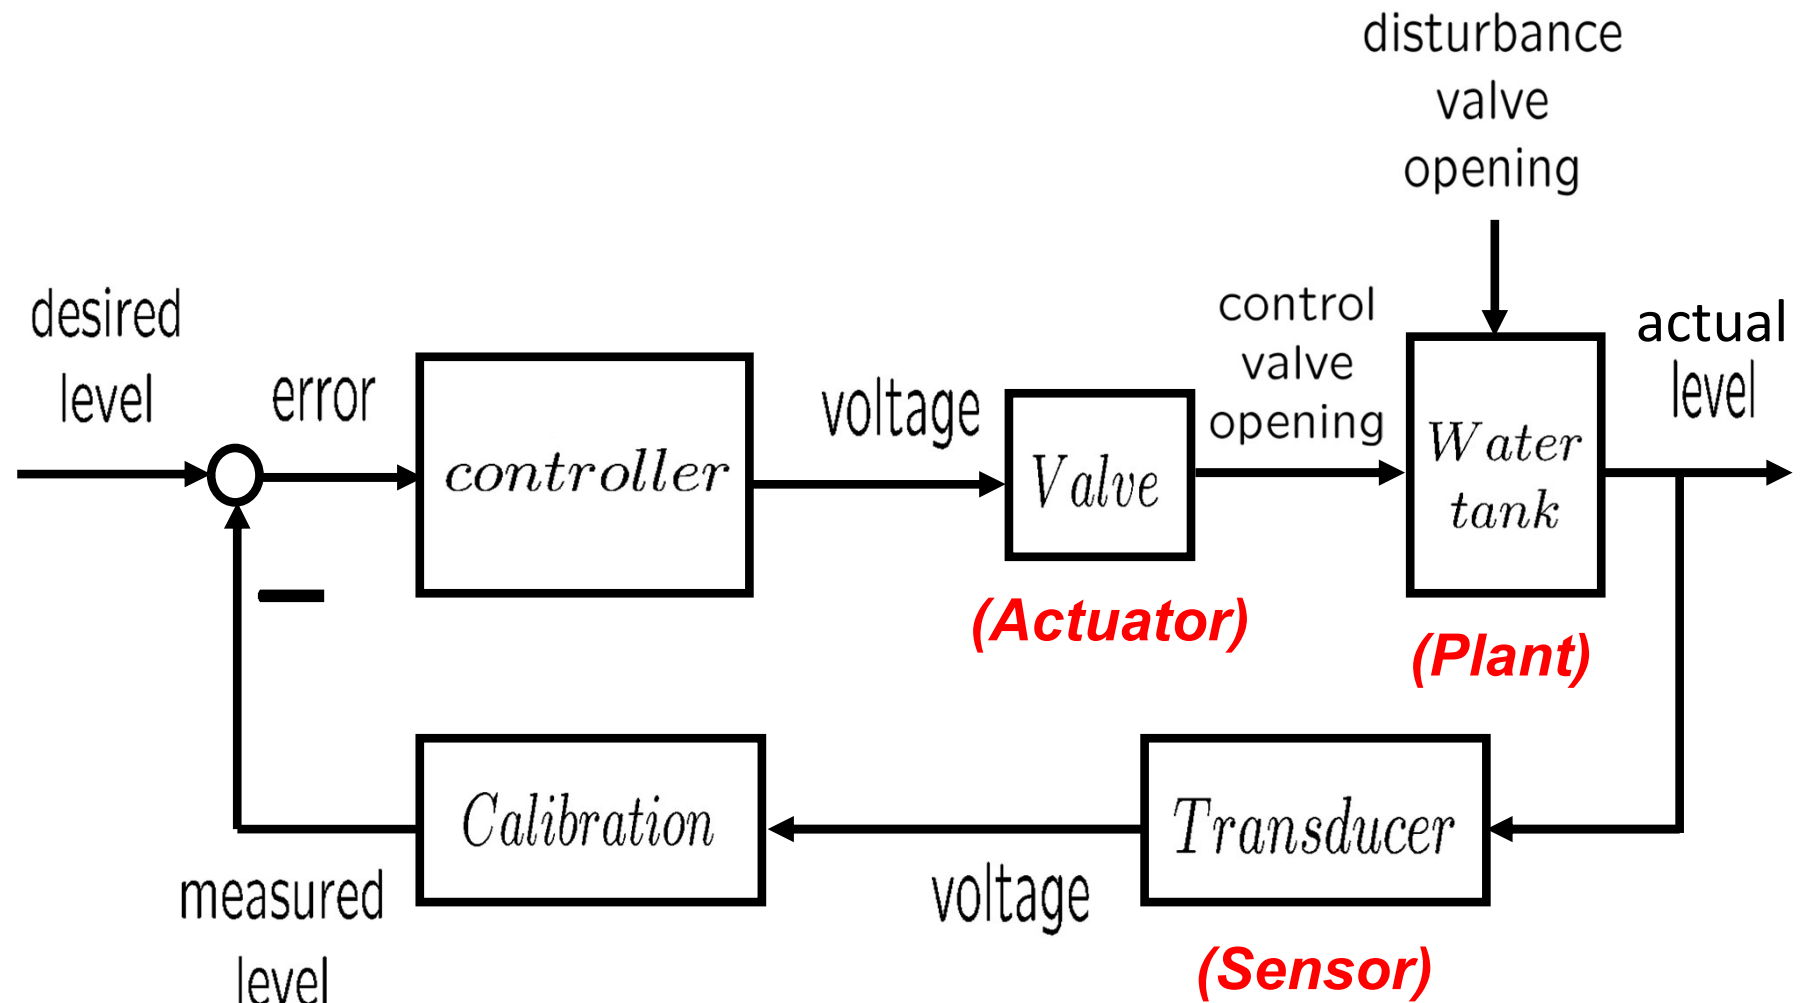 disturbance
valve
opening
desired
level
error
controller
voltage
Valve
(Actuator)
control
valve
opening
Water
tank
(Plant)
actual
level
Transducer
(Sensor)
voltage
Calibration
measured
level
—